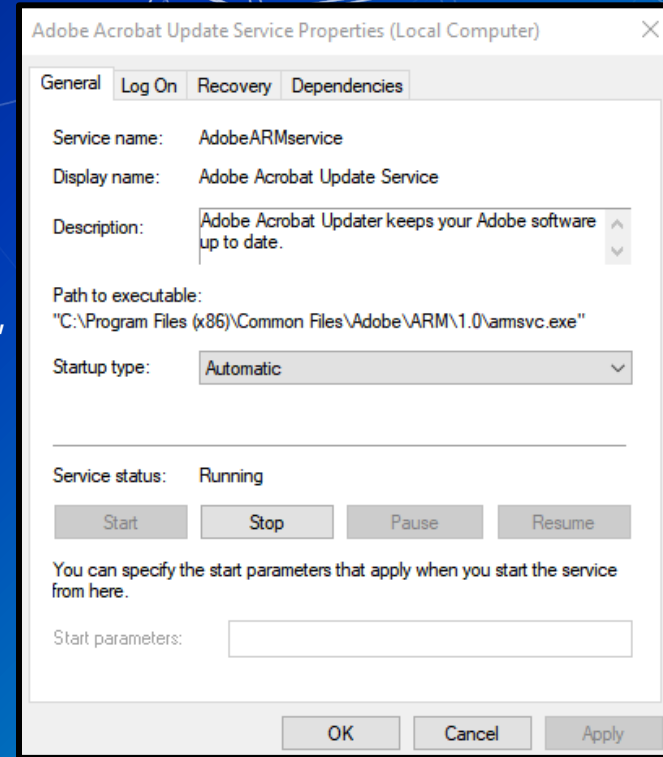 Adobe Acrobat Update Service Properties (Local Computer)
General Log On Recovery Dependencies
Service name: AdobeARMservice
Display name: Adobe Acrobat Update Service
Description: Adobe Acrobat Updater keeps your Adobe software
up to date.
Path to executable:
"C:\Program Files (x86)\Common Files\Adobe\ARM\1.0\armsvc.exe"
Startup type: Automatic
Service status: Running
Start Stop Pause Resume
You can specify the start parameters that apply when you start the service
from here.
Start parameters:
OK Cancel Apply